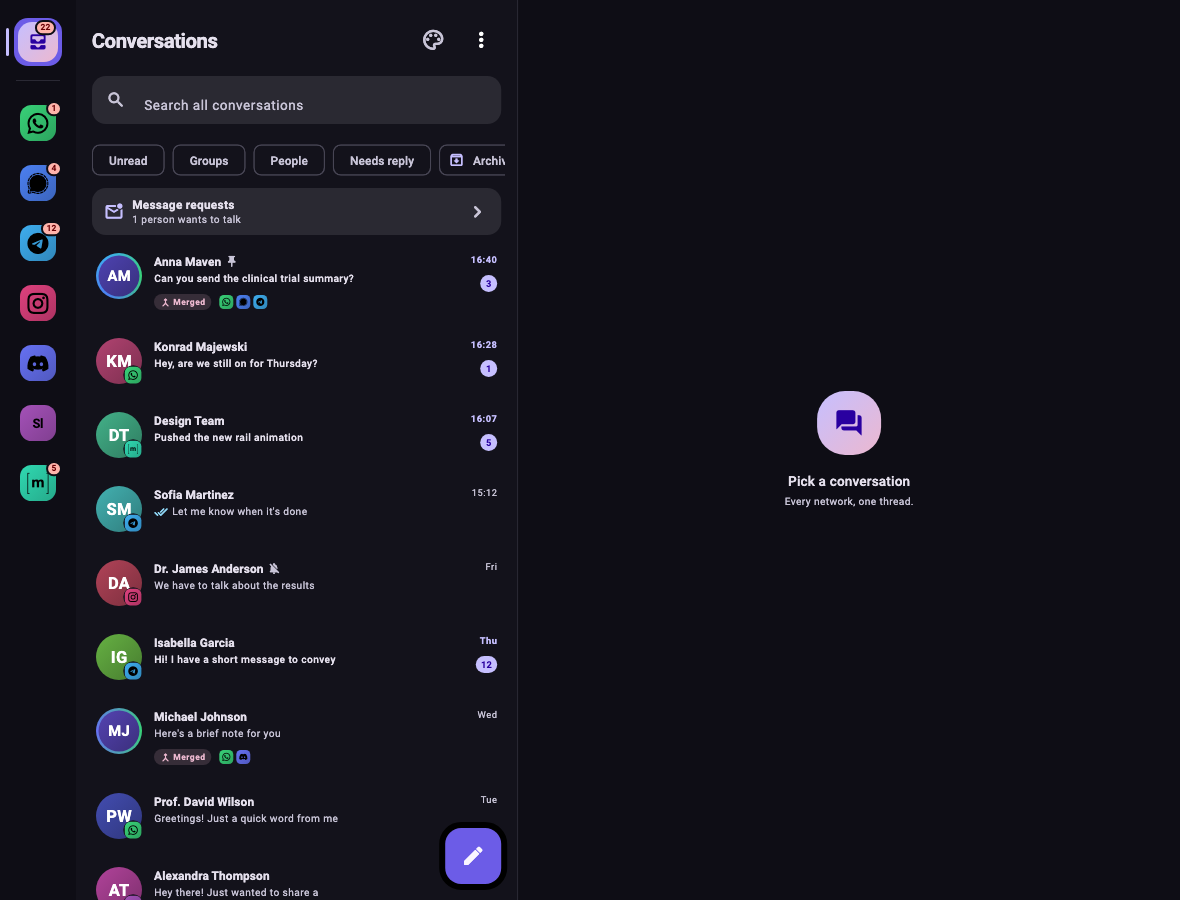 22
Conversations
Search all conversations
Unread
Groups
People
Needs reply
Archiv
Message requests
1 person wants to talk
AM
Anna Maven
16:40
Can you send the clinical trial summary?
3
Merged
KM
Konrad Majewski
16:28
Hey, are we still on for Thursday?
1
DT
Design Team
16:07
Pushed the new rail animation
5
[m]
SM
Sofia Martinez
15:12
Let me know when it's done
DA
Dr. James Anderson
Fri
We have to talk about the results
IG
Isabella Garcia
Thu
Hi! I have a short message to convey
12
MJ
Michael Johnson
Wed
Here's a brief note for you
Merged
PW
Prof. David Wilson
Tue
Greetings! Just a quick word from me
AT
Alexandra Thompson
Hey there! Just wanted to share a
1
4
12
Sl
5
[m]
Pick a conversation
Every network, one thread.